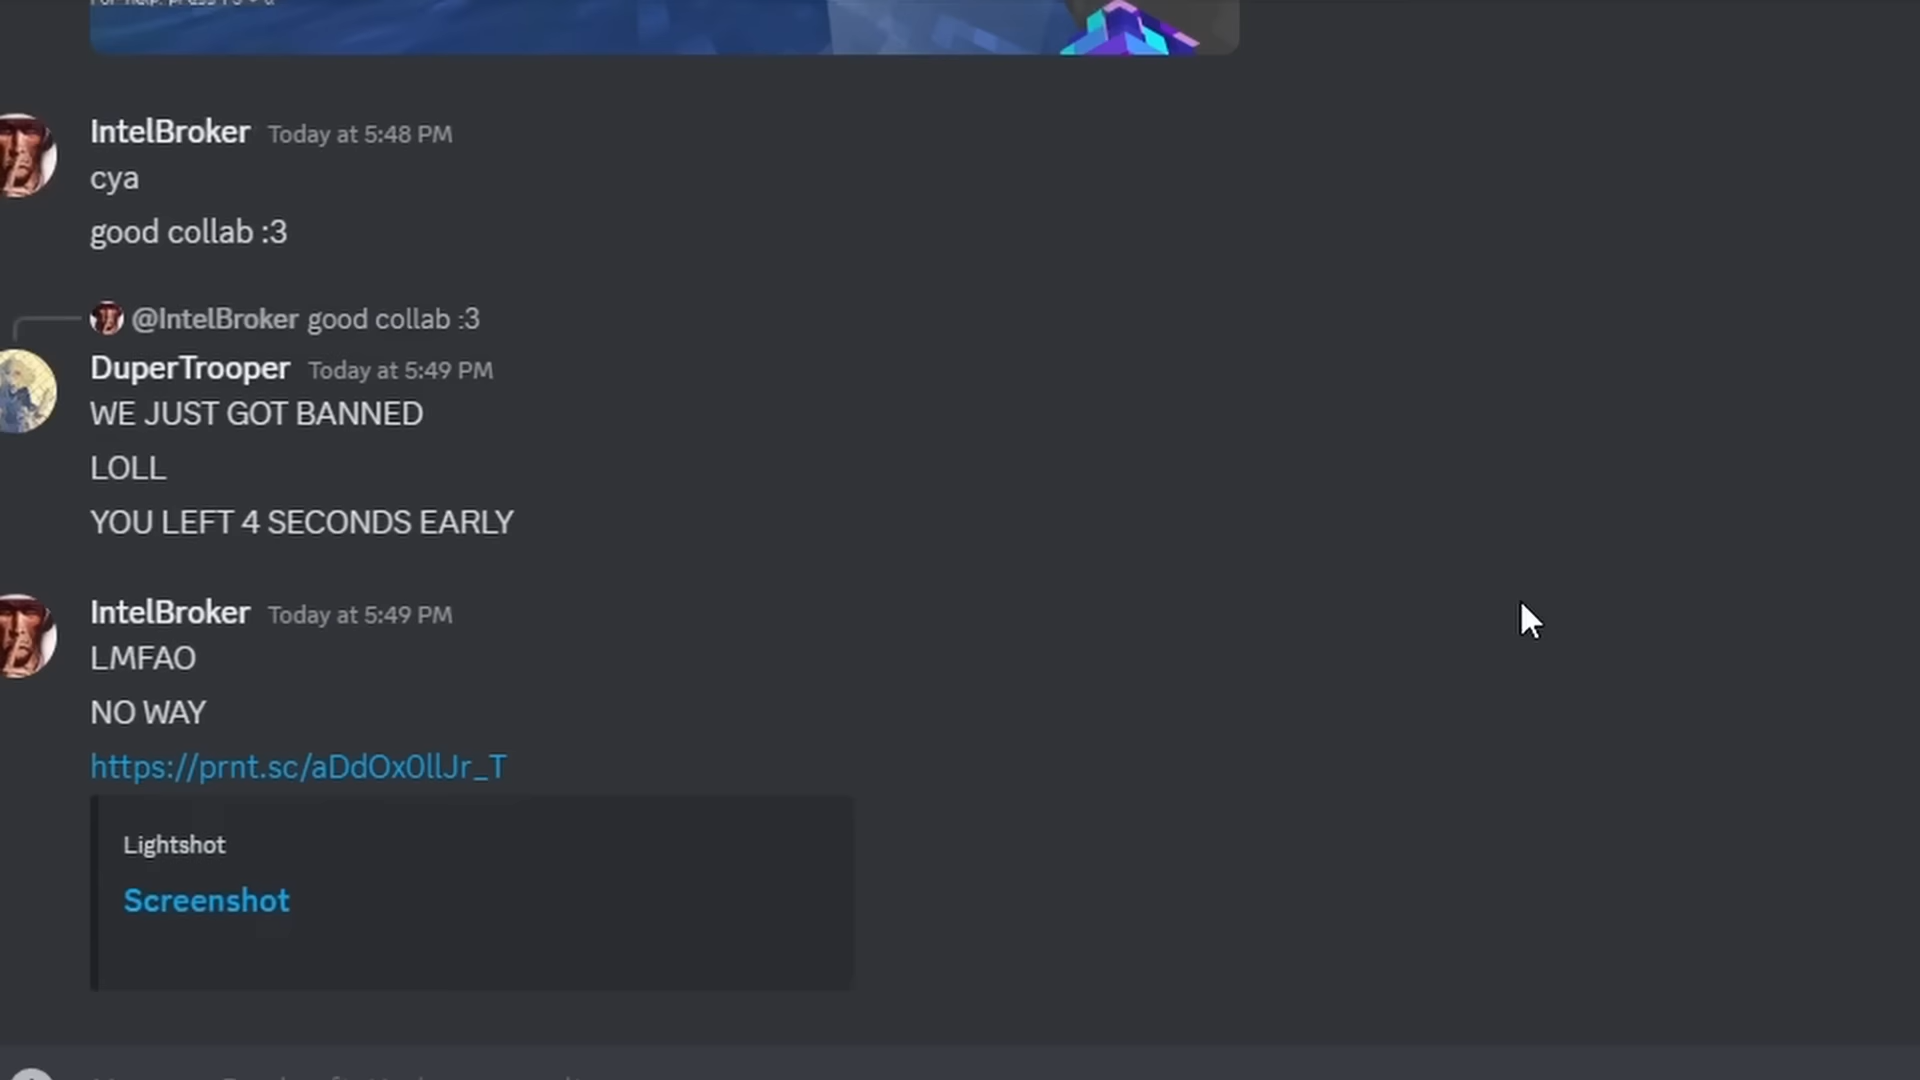 IntelBroker Today at 5:48 PM
cya
good collab :3
@IntelBroker good collab :3
DuperTrooper Today at 5:49 PM
WE JUST GOT BANNED
LOLL
YOU LEFT 4 SECONDS EARLY
IntelBroker Today at 5:49 PM
LMFAO
NO WAY
https://prnt.sc/aDdOx0llJr_T
Lightshot
Screenshot